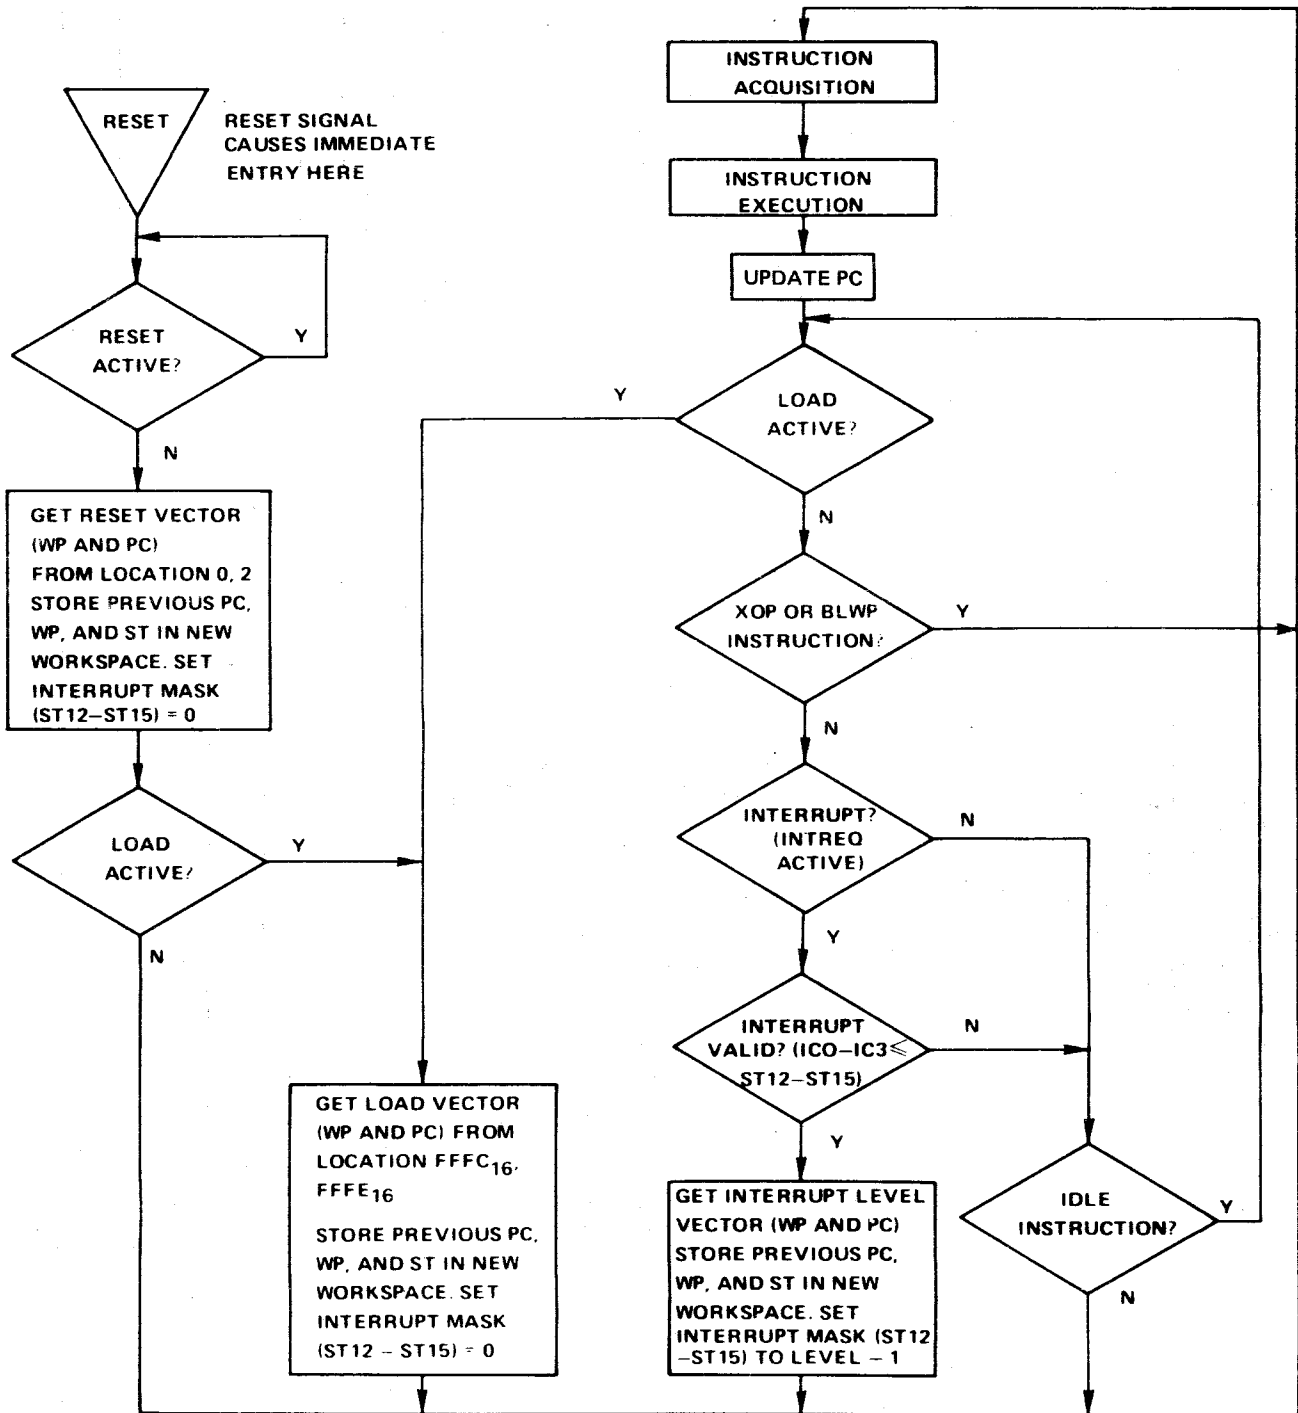 RESET
RESET SIGNAL
CAUSES IMMEDIATE
ENTRY HERE
RESET
ACTIVE?
Y
N
GET RESET VECTOR
(WP AND PC)
FROM LOCATION 0, 2
STORE PREVIOUS PC,
WP, AND ST IN NEW
WORKSPACE. SET
INTERRUPT MASK
(ST12–ST15) = 0
LOAD
ACTIVE?
Y
N
GET LOAD VECTOR
(WP AND PC) FROM
LOCATION FFFC₁₆,
FFFE₁₆
STORE PREVIOUS PC,
WP, AND ST IN NEW
WORKSPACE. SET
INTERRUPT MASK
(ST12 – ST15) = 0
INSTRUCTION
ACQUISITION
INSTRUCTION
EXECUTION
UPDATE PC
LOAD
ACTIVE?
Y
N
XOP OR BLWP
INSTRUCTION?
Y
N
INTERRUPT?
(INTREQ
ACTIVE)
N
Y
INTERRUPT
VALID? (IC0–IC3⩽
ST12–ST15)
N
Y
GET INTERRUPT LEVEL
VECTOR (WP AND PC)
STORE PREVIOUS PC,
WP, AND ST IN NEW
WORKSPACE. SET
INTERRUPT MASK (ST12
–ST15) TO LEVEL – 1
IDLE
INSTRUCTION?
Y
N